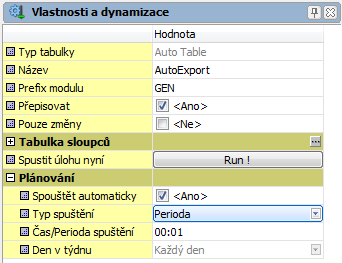 Vlastnosti a dynamizace
Hodnota
Typ tabulky Auto Table
Název AutoExport
Prefix modulu GEN
Přepisovat <Ano>
Pouze změny <Ne>
Tabulka sloupců ...
Spustit úlohu nyní Run !
Plánování
Spouštět automaticky <Ano>
Typ spuštění Perioda
Čas/Perioda spuštění 00:01
Den v týdnu Každý den